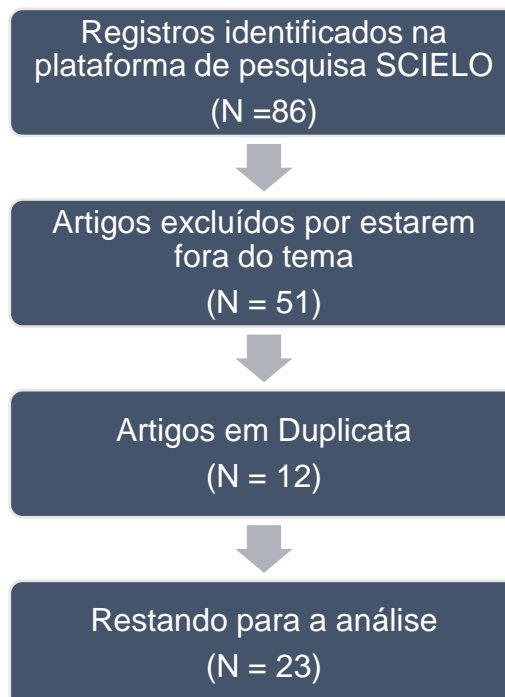 Registros identificados na
plataforma de pesquisa SCIELO
(N =86)
Artigos excluídos por estarem
fora do tema
(N = 51)
Artigos em Duplicata
(N = 12)
Restando para a análise
(N = 23)